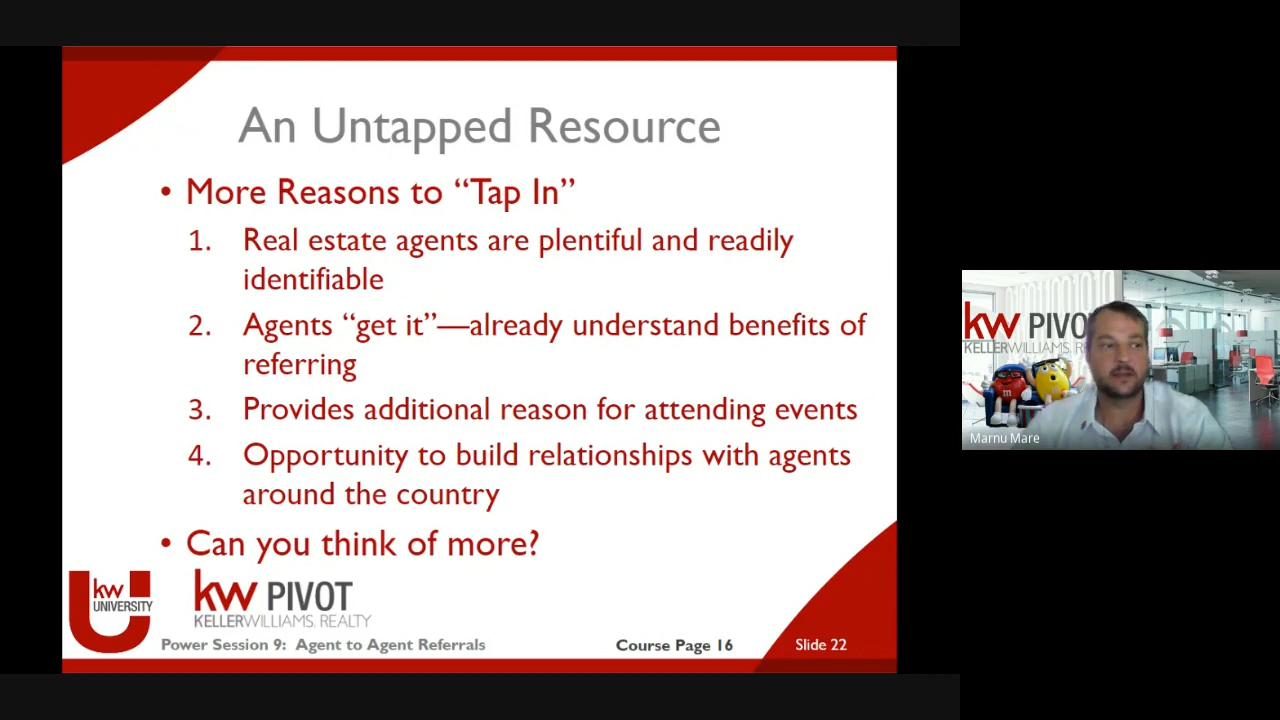 An Untapped Resource
• More Reasons to “Tap In”
1. Real estate agents are plentiful and readily
identifiable
2. Agents “get it”—already understand benefits of
referring
3. Provides additional reason for attending events
4. Opportunity to build relationships with agents
around the country
• Can you think of more?
kw
UNIVERSITY
kw PIVOT
KELLERWILLIAMS. REALTY
Power Session 9: Agent to Agent Referrals
Course Page 16
Slide 22
kw PIVO
KELLERWILLIAMS. R
m
Marnu Mare